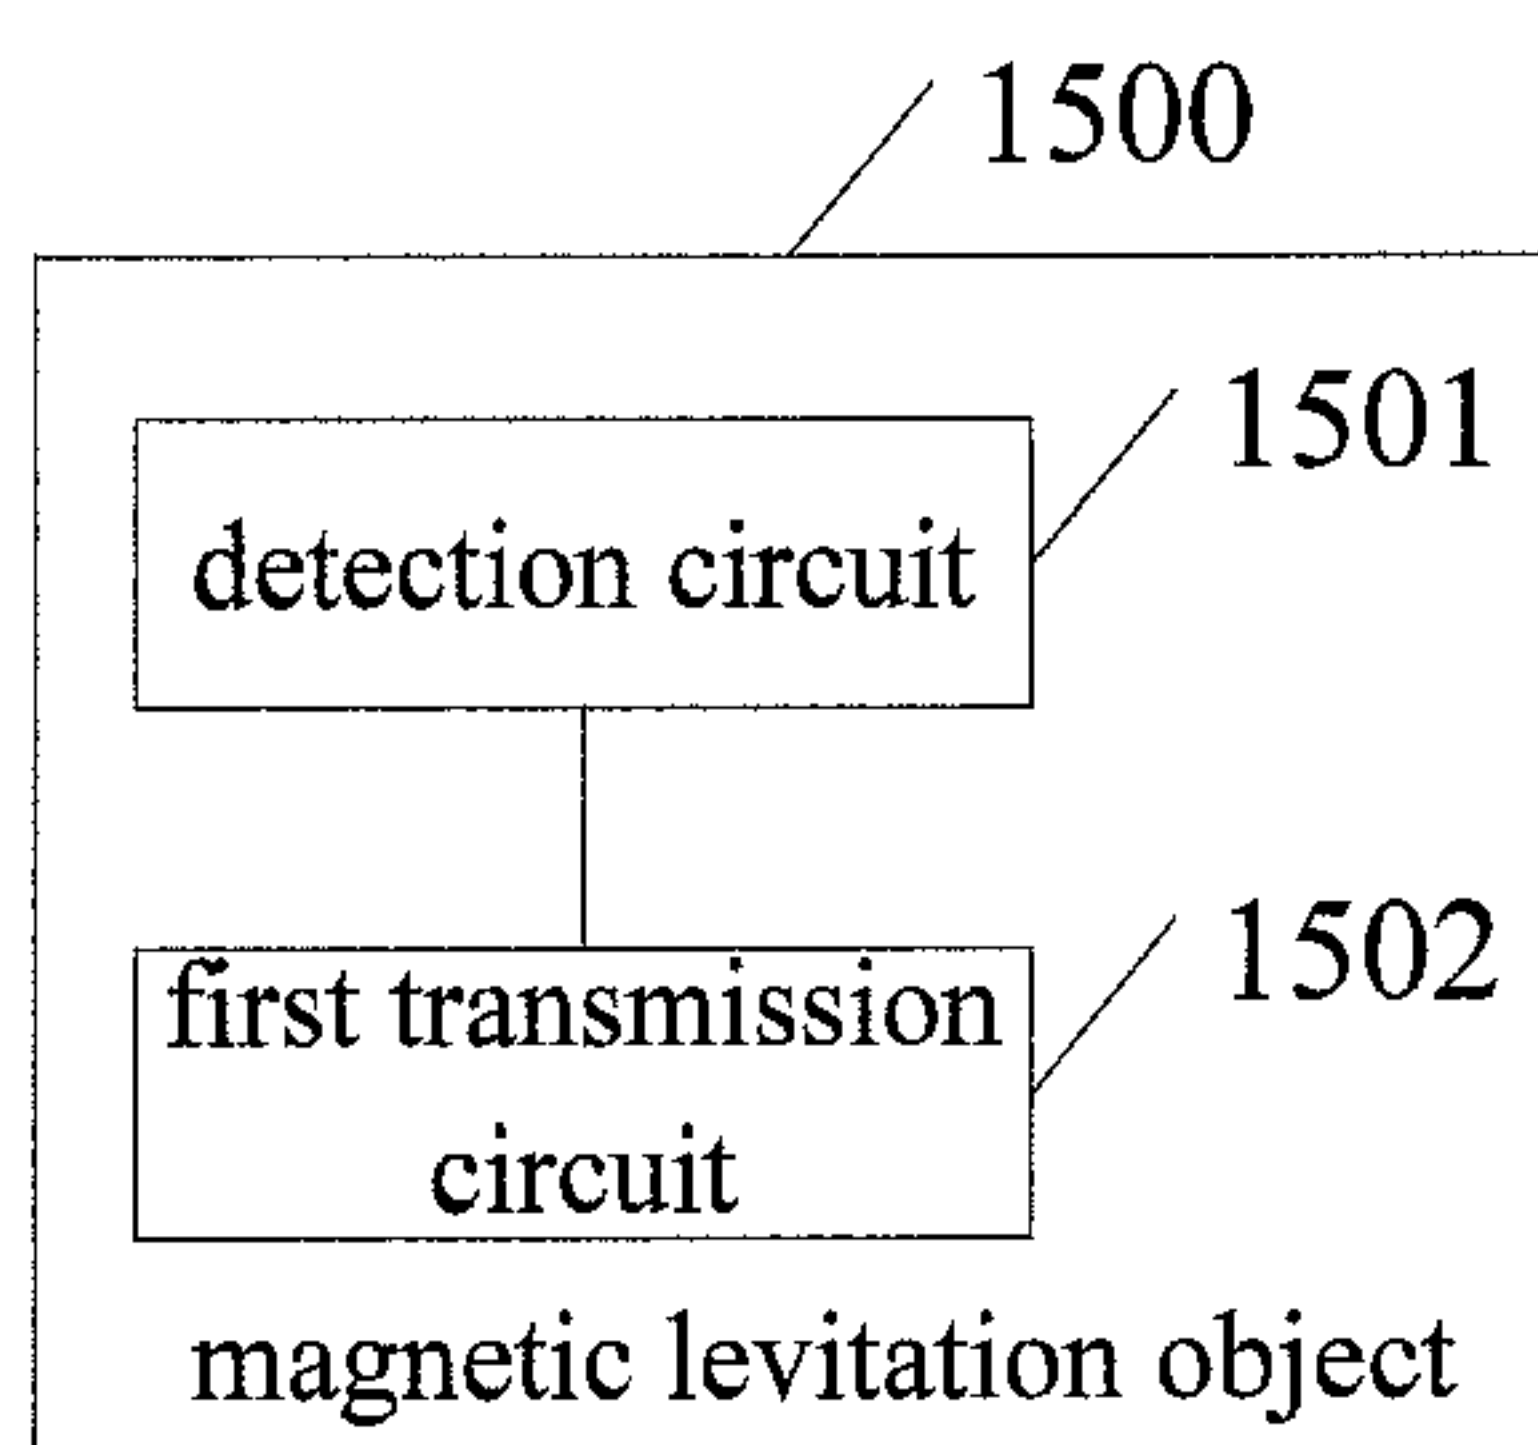 1500
1501
detection circuit
1502
first transmission
circuit
magnetic levitation object